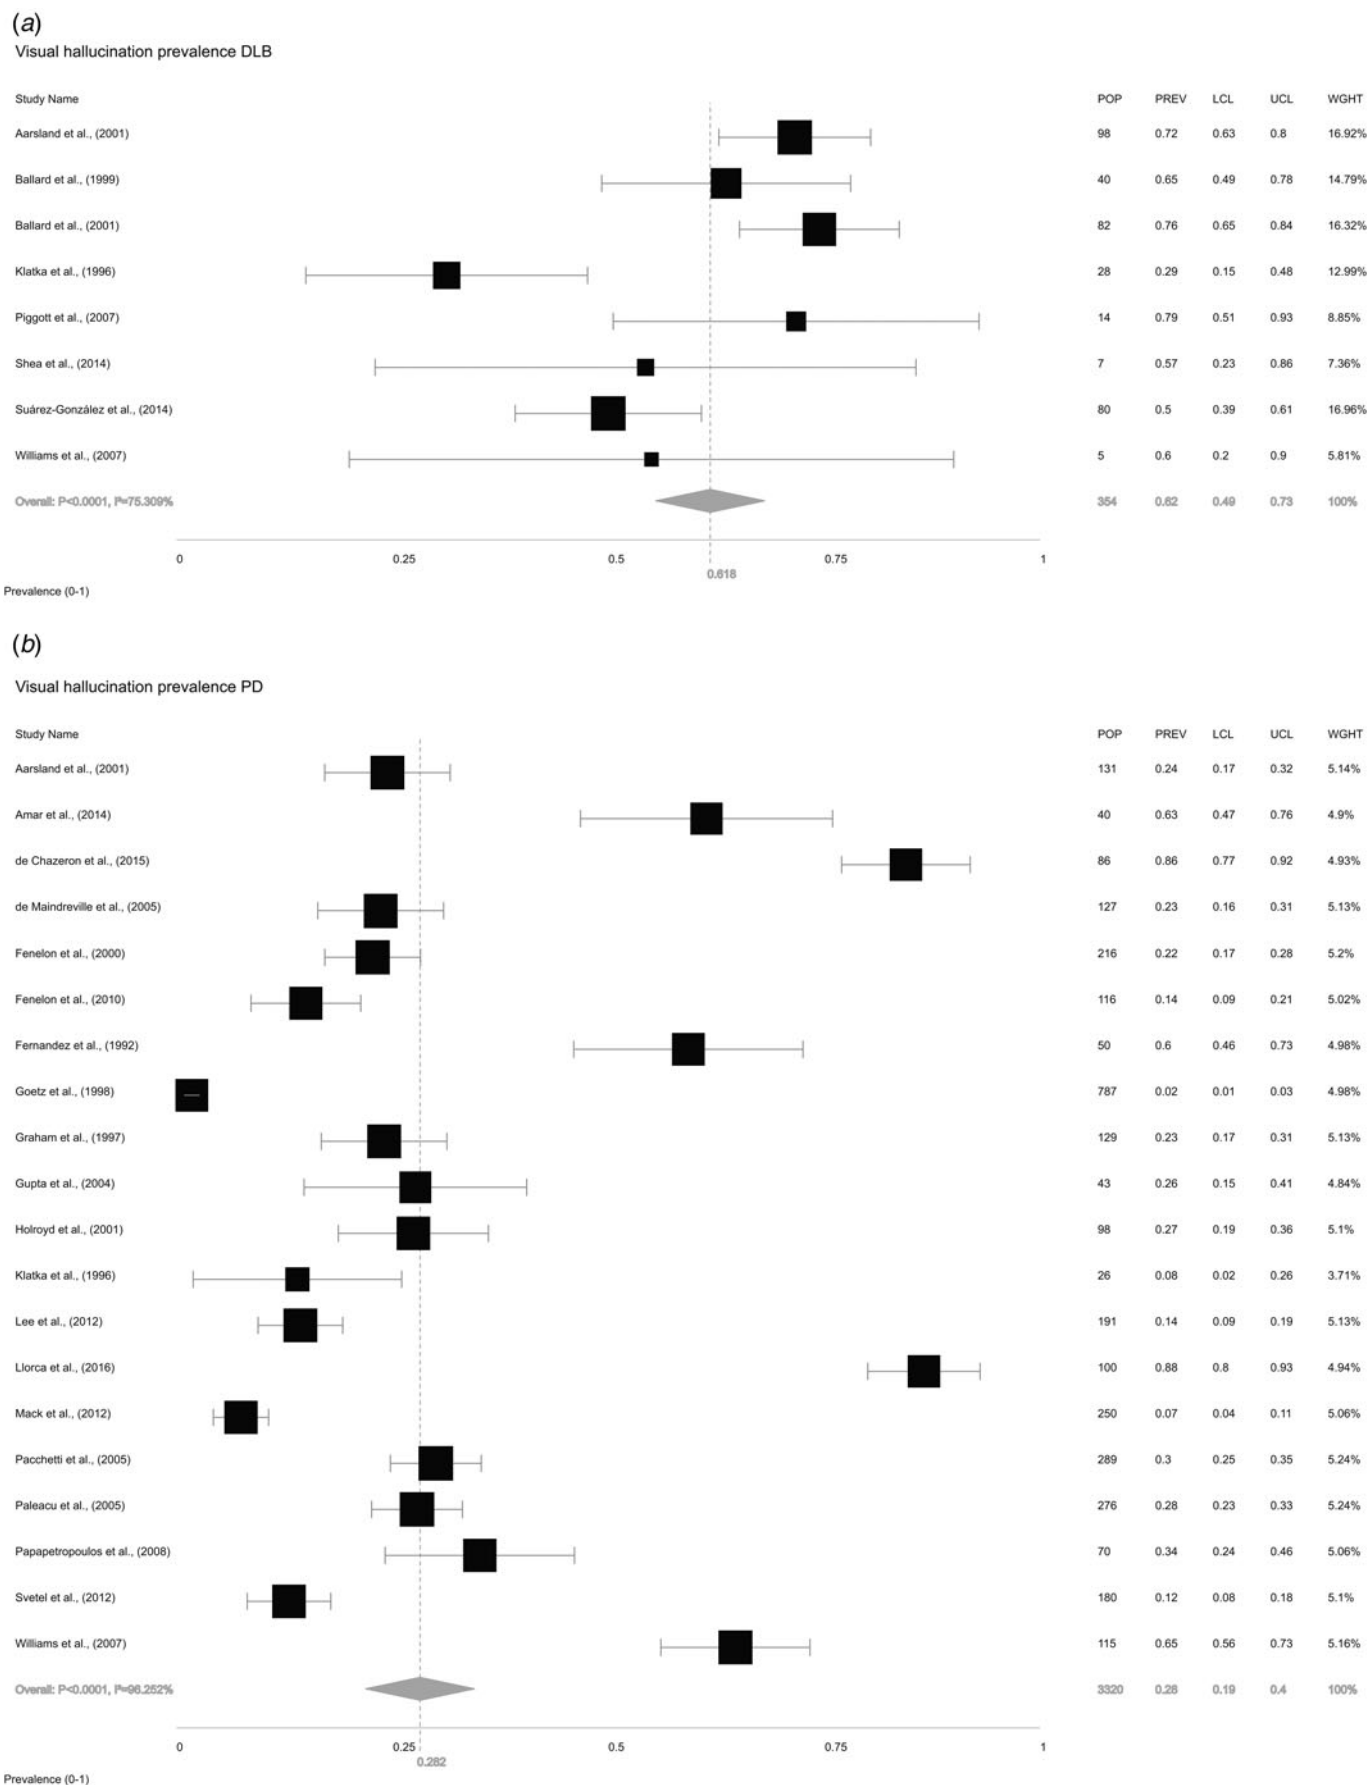 (a)
Visual hallucination prevalence DLB
Study Name POP PREV LCL UCL WGHT
Aarsland et al., (2001) 98 0.72 0.63 0.8 16.92%
Ballard et al., (1999) 40 0.65 0.49 0.78 14.79%
Ballard et al., (2001) 82 0.76 0.65 0.84 16.32%
Klatka et al., (1996) 28 0.29 0.15 0.48 12.99%
Piggott et al., (2007) 14 0.79 0.51 0.93 8.85%
Shea et al., (2014) 7 0.57 0.23 0.86 7.36%
Suárez-González et al., (2014) 80 0.5 0.39 0.61 16.96%
Williams et al., (2007) 5 0.6 0.2 0.9 5.81%
Overall: P<0.0001, I²=75.309% 354 0.62 0.49 0.73 100%
0 0.25 0.5 0.75 1
0.618
Prevalence (0-1)
(b)
Visual hallucination prevalence PD
Study Name POP PREV LCL UCL WGHT
Aarsland et al., (2001) 131 0.24 0.17 0.32 5.14%
Amar et al., (2014) 40 0.63 0.47 0.76 4.9%
de Chazeron et al., (2015) 86 0.86 0.77 0.92 4.93%
de Maindreville et al., (2005) 127 0.23 0.16 0.31 5.13%
Fenelon et al., (2000) 216 0.22 0.17 0.28 5.2%
Fenelon et al., (2010) 116 0.14 0.09 0.21 5.02%
Fernandez et al., (1992) 50 0.6 0.46 0.73 4.98%
Goetz et al., (1998) 787 0.02 0.01 0.03 4.98%
Graham et al., (1997) 129 0.23 0.17 0.31 5.13%
Gupta et al., (2004) 43 0.26 0.15 0.41 4.84%
Holroyd et al., (2001) 98 0.27 0.19 0.36 5.1%
Klatka et al., (1996) 26 0.08 0.02 0.26 3.71%
Lee et al., (2012) 191 0.14 0.09 0.19 5.13%
Llorca et al., (2016) 100 0.88 0.8 0.93 4.94%
Mack et al., (2012) 250 0.07 0.04 0.11 5.06%
Pacchetti et al., (2005) 289 0.3 0.25 0.35 5.24%
Paleacu et al., (2005) 276 0.28 0.23 0.33 5.24%
Papapetropoulos et al., (2008) 70 0.34 0.24 0.46 5.06%
Svetel et al., (2012) 180 0.12 0.08 0.18 5.1%
Williams et al., (2007) 115 0.65 0.56 0.73 5.16%
Overall: P<0.0001, I²=96.252% 3320 0.28 0.19 0.4 100%
0 0.25 0.5 0.75 1
0.282
Prevalence (0-1)